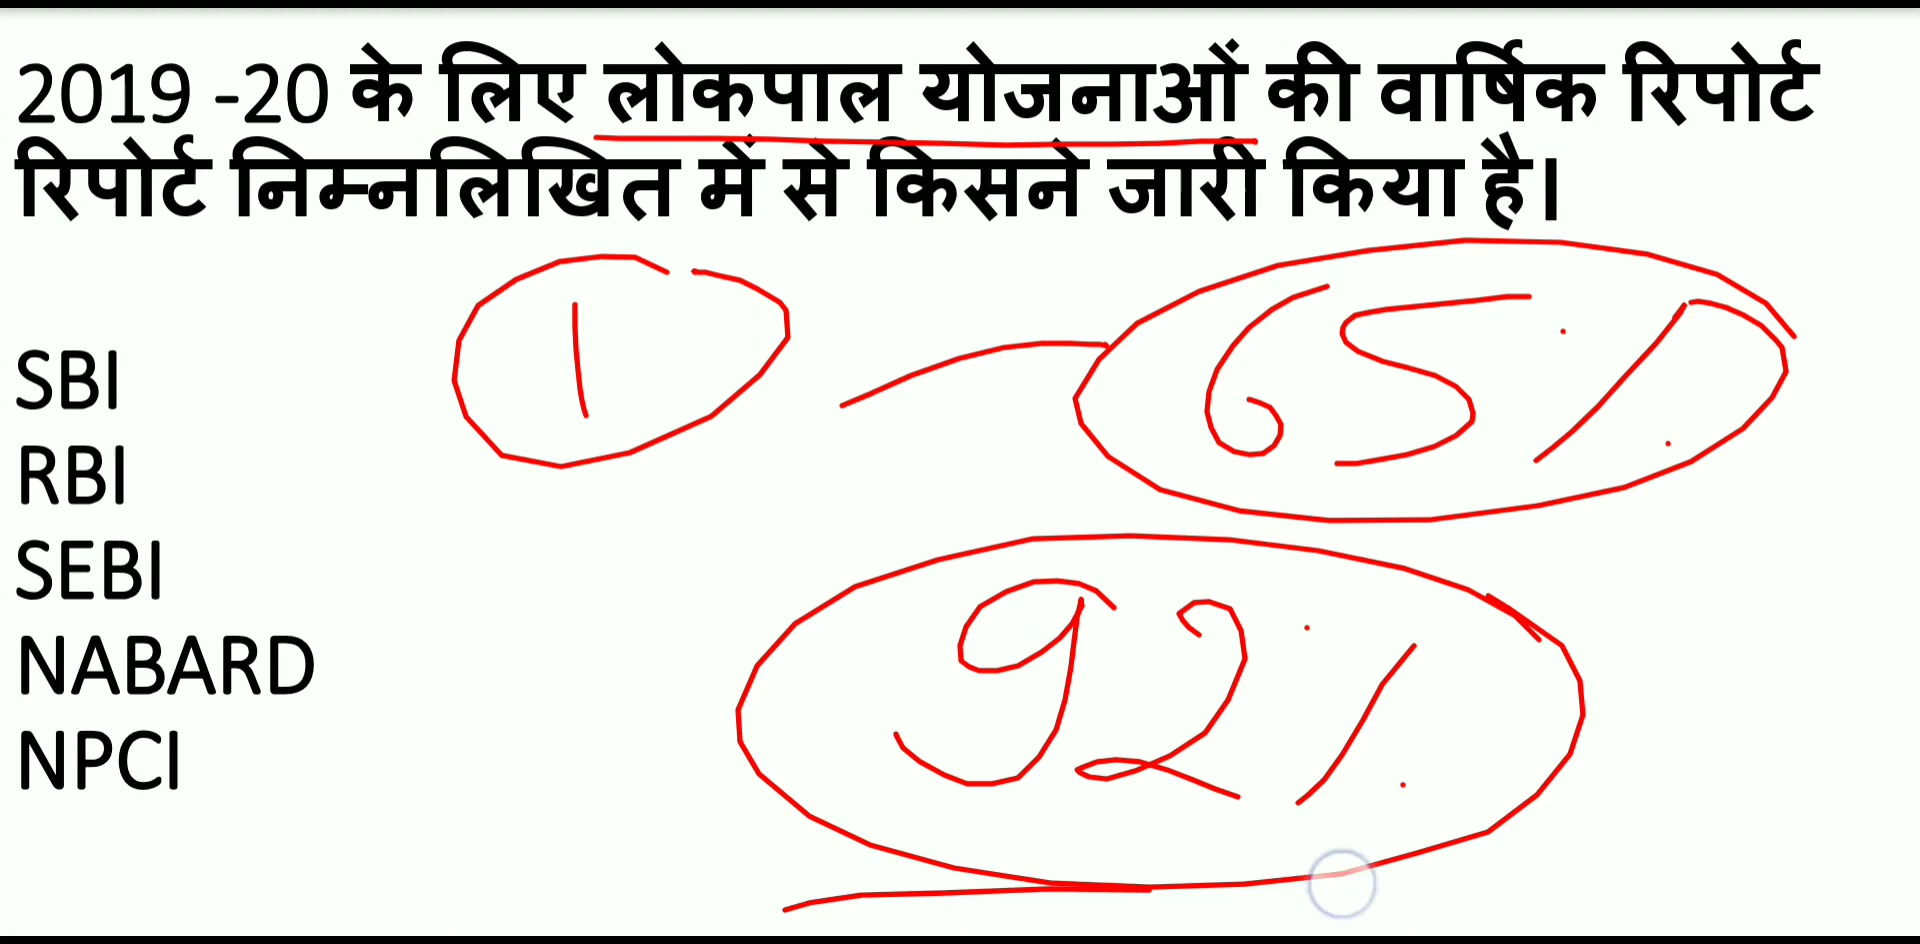 2019 -20 के लिए लोकपाल योजनाओं की वार्षिक रिपोर्ट
रिपोर्ट निम्नलिखित में से किसने जारी किया है।
1
65%
SBI
RBI
SEBI
92%
NABARD
NPCI